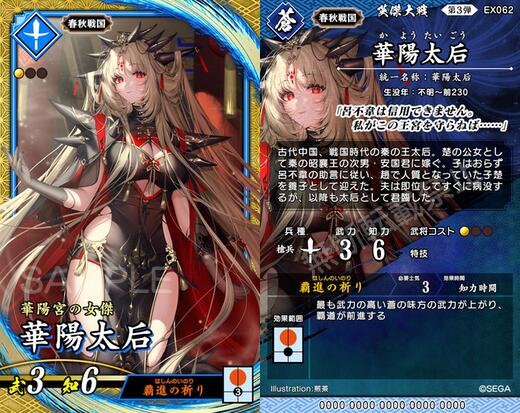 春秋戦国
SAMPLE
華陽宮の女傑
華陽太后
武3 知6
はしんのいのり
覇進の祈り
3
蒼
英傑大戦
第3弾
EX062
かようたいごう
華陽太后
統一名称：華陽太后
生没年：不明～前230
「呂不韋は信用できません。
私がこの王宮を守らねば……」
古代中国、戦国時代の秦の王太后。楚の公女とし
て秦の昭襄王の次男・安国君に嫁ぐ。子はおらず
呂不韋の助言に従い、趙で人質となっていた子楚
を養子として迎えた。夫は即位してすぐに病没す
るが、以降も太后として君臨した。
兵種 武力 知力 武将コスト
槍兵 3 6 特技
はしんのいのり 必要士気 効果時間
覇進の祈り 3 知力時間
効果範囲
最も武力の高い蒼の味方の武力が上がり、
覇道が前進する
Illustration:煎茶
©SEGA
0000 0000 0000 0000 0000